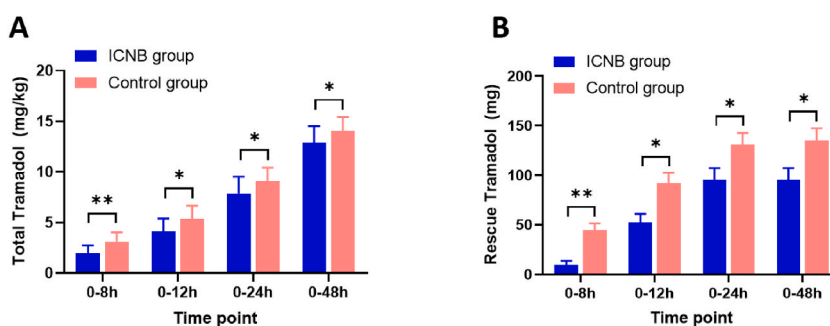 A
ICNB group
Control group
Total Tramadol (mg/kg)
20
15
10
5
0
**
*
*
*
0-8h 0-12h 0-24h 0-48h
Time point
B
ICNB group
Control group
Rescue Tramadol (mg)
200
150
100
50
0
**
*
*
*
0-8h 0-12h 0-24h 0-48h
Time point